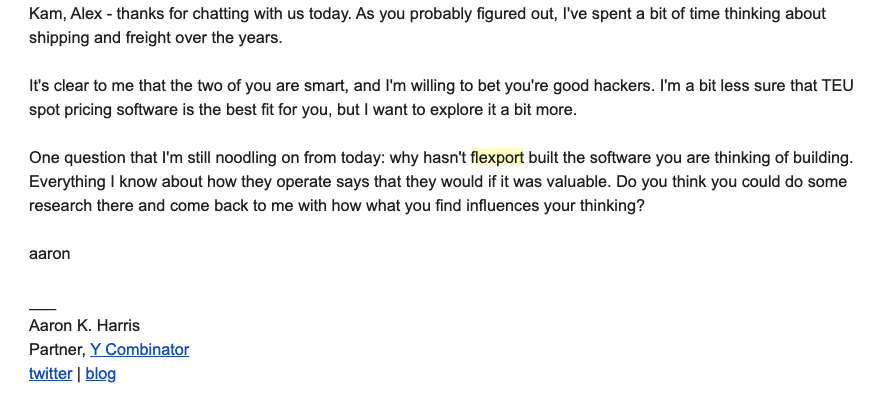 Kam, Alex - thanks for chatting with us today. As you probably figured out, I've spent a bit of time thinking about
shipping and freight over the years.
It's clear to me that the two of you are smart, and I'm willing to bet you're good hackers. I'm a bit less sure that TEU
spot pricing software is the best fit for you, but I want to explore it a bit more.
One question that I'm still noodling on from today: why hasn't flexport built the software you are thinking of building.
Everything I know about how they operate says that they would if it was valuable. Do you think you could do some
research there and come back to me with how what you find influences your thinking?
aaron
___
Aaron K. Harris
Partner, Y Combinator
twitter | blog